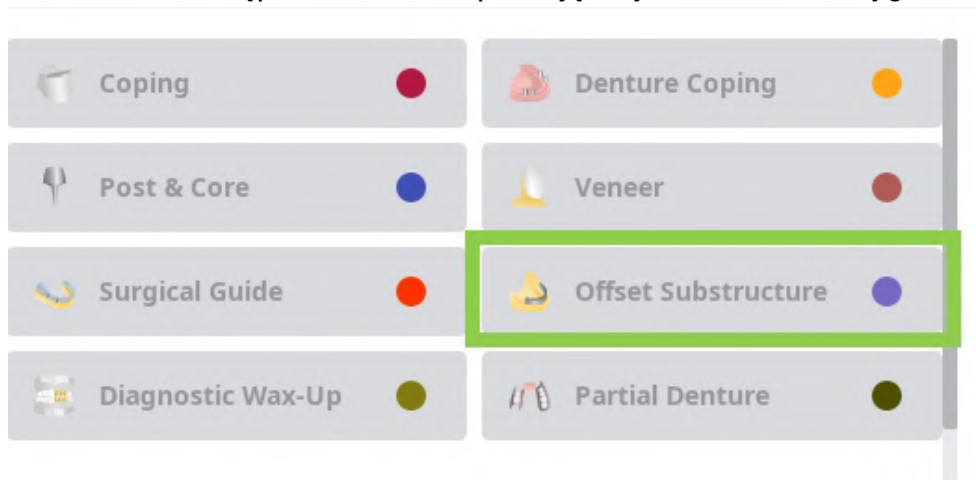 Coping
Denture Coping
Post & Core
Veneer
Surgical Guide
Offset Substructure
Diagnostic Wax-Up
Partial Denture